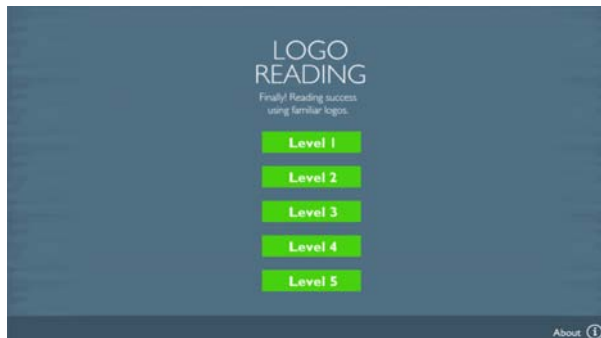 LOGO
READING
Finally! Reading success
using familiar logos.
Level 1
Level 2
Level 3
Level 4
Level 5
About i